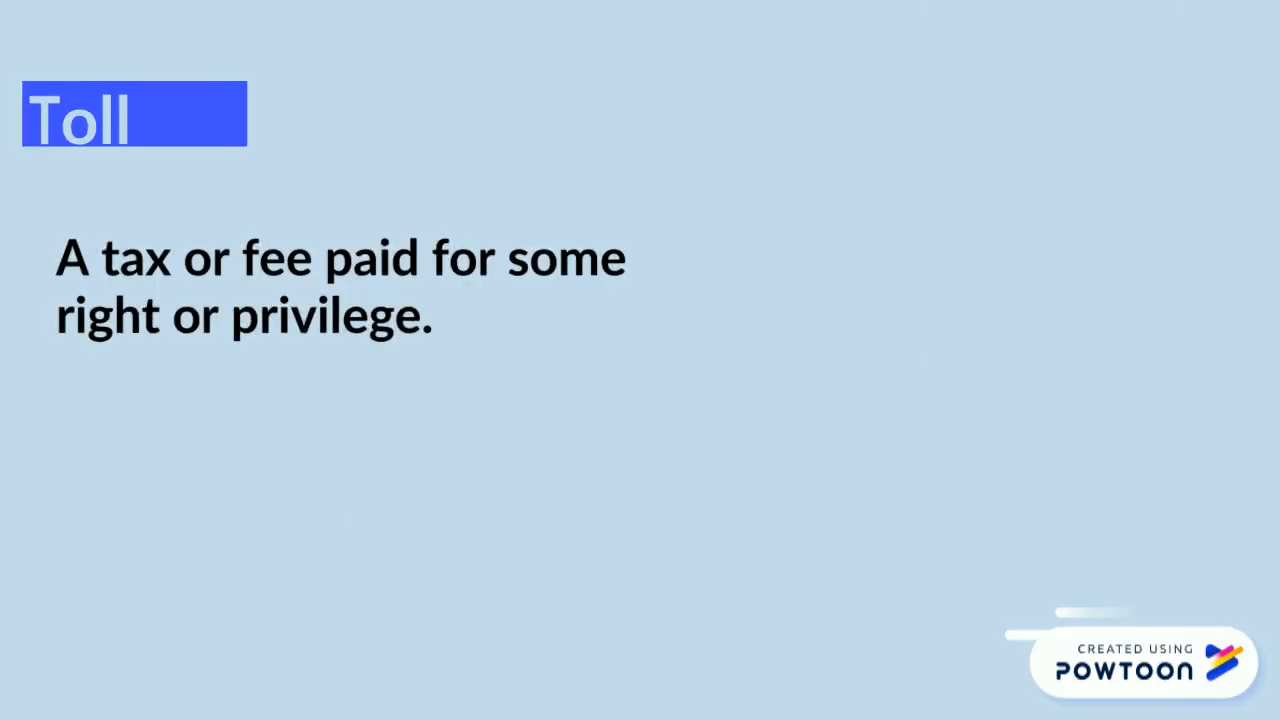 Toll
A tax or fee paid for some
right or privilege.
CREATED USING
POWTOON